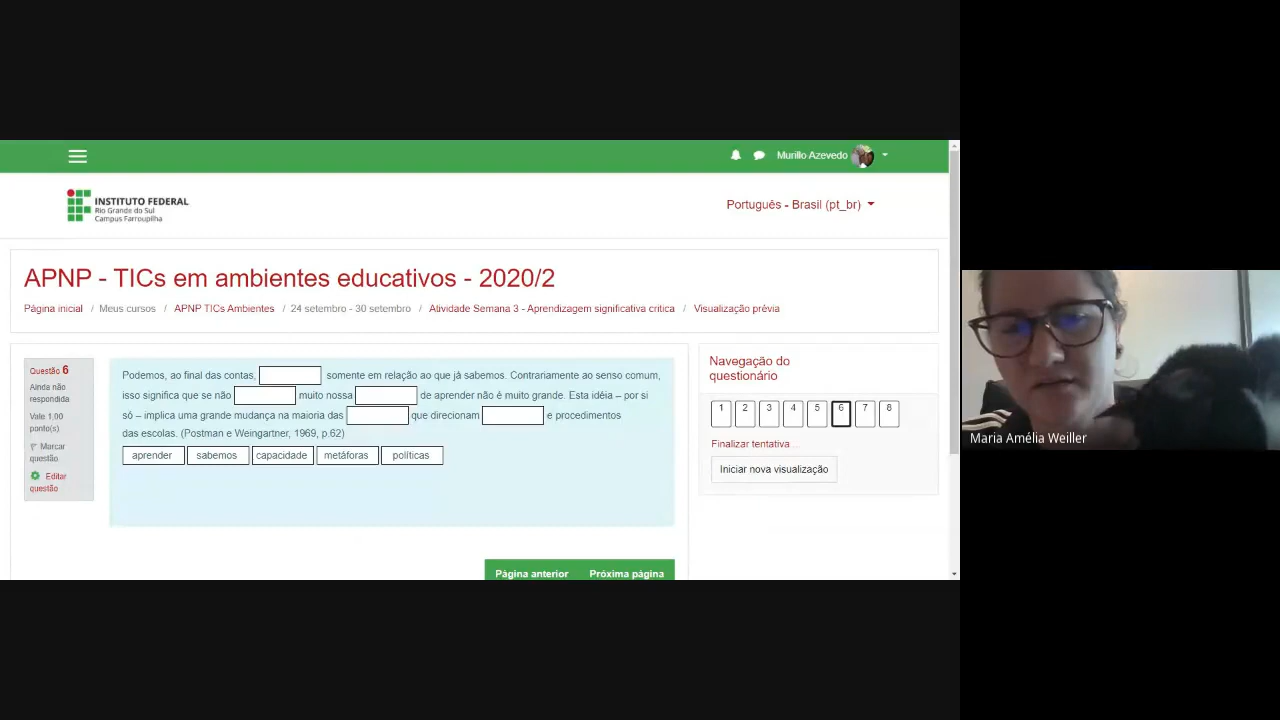 Murillo Azevedo
INSTITUTO FEDERAL
Rio Grande do Sul
Campus Farroupilha
Português - Brasil (pt_br)
APNP - TICs em ambientes educativos - 2020/2
Página inicial / Meus cursos / APNP TICs Ambientes / 24 setembro - 30 setembro / Atividade Semana 3 - Aprendizagem significativa critica / Visualização prévia
Questão 6
Ainda não
respondida
Vale 1,00
ponto(s)
Marcar
questão
Editar
questão
Podemos, ao final das contas, somente em relação ao que já sabemos. Contrariamente ao senso comum,
isso significa que se não muito nossa de aprender não é muito grande. Esta idéia – por si
só – implica uma grande mudança na maioria das que direcionam e procedimentos
das escolas. (Postman e Weingartner, 1969, p.62)
aprender sabemos capacidade metáforas políticas
Página anterior Próxima página
Navegação do
questionário
1 2 3 4 5 6 7 8
Finalizar tentativa ...
Iniciar nova visualização
Maria Amélia Weiller